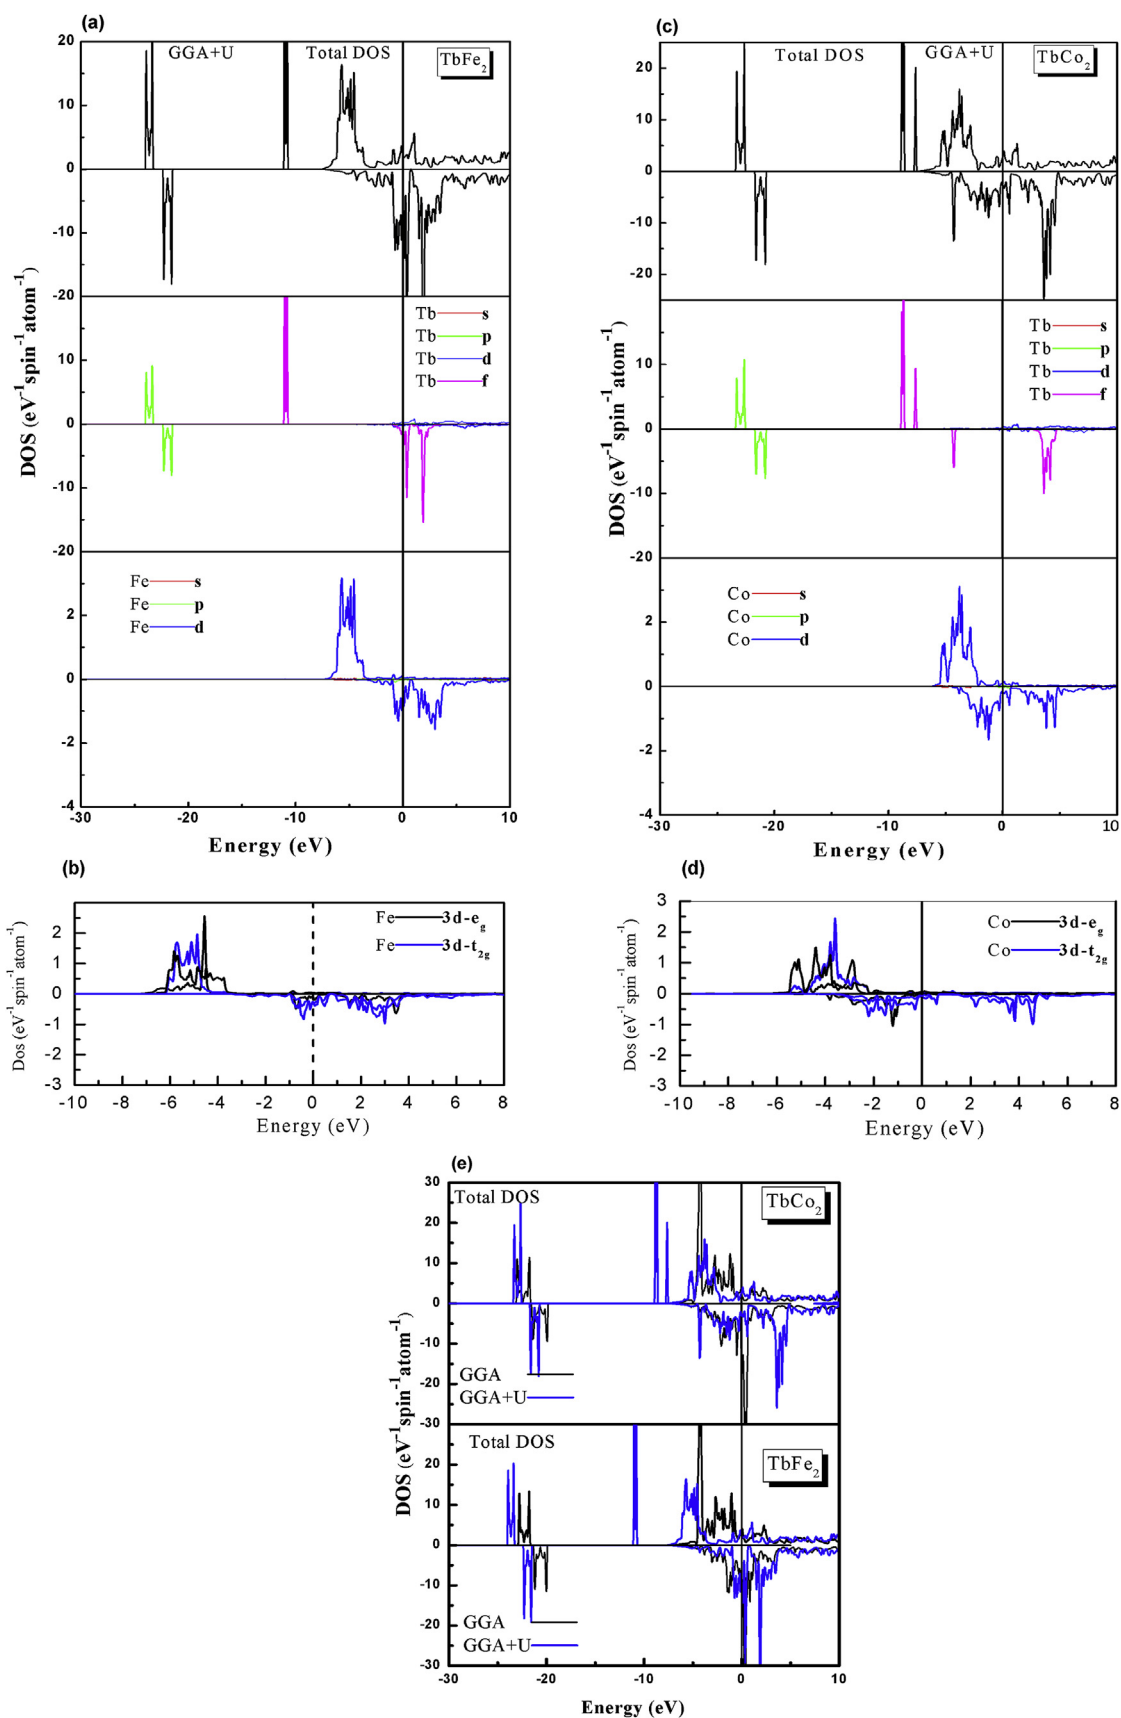 (a)
GGA+U Total DOS TbFe2
20
10
0
-10
-20
Tb s
Tb p
Tb d
Tb f
10
0
-10
-20
Fe s
Fe p
Fe d
2
0
-2
-4
-30 -20 -10 0 10
Energy (eV)
DOS (eV-1spin-1atom-1)
(c)
Total DOS GGA+U TbCo2
20
10
0
-10
-20
Tb s
Tb p
Tb d
Tb f
10
0
-10
-20
Co s
Co p
Co d
2
0
-2
-4
-30 -20 -10 0 10
Energy (eV)
DOS (eV-1spin-1atom-1)
(b)
Fe 3d-eg
Fe 3d-t2g
2
1
0
-1
-2
-3
-10 -8 -6 -4 -2 0 2 4 6 8
Energy (eV)
Dos (eV-1spin-1atom-1)
(d)
Co 3d-eg
Co 3d-t2g
3
2
1
0
-1
-2
-3
-10 -8 -6 -4 -2 0 2 4 6 8
Energy (eV)
Dos (eV-1spin-1atom-1)
(e)
Total DOS TbCo2
30
20
10
0
-10
-20
-30
GGA
GGA+U
Total DOS TbFe2
20
10
0
-10
-20
-30
GGA
GGA+U
-30 -20 -10 0 10
Energy (eV)
DOS (eV-1spin-1atom-1)